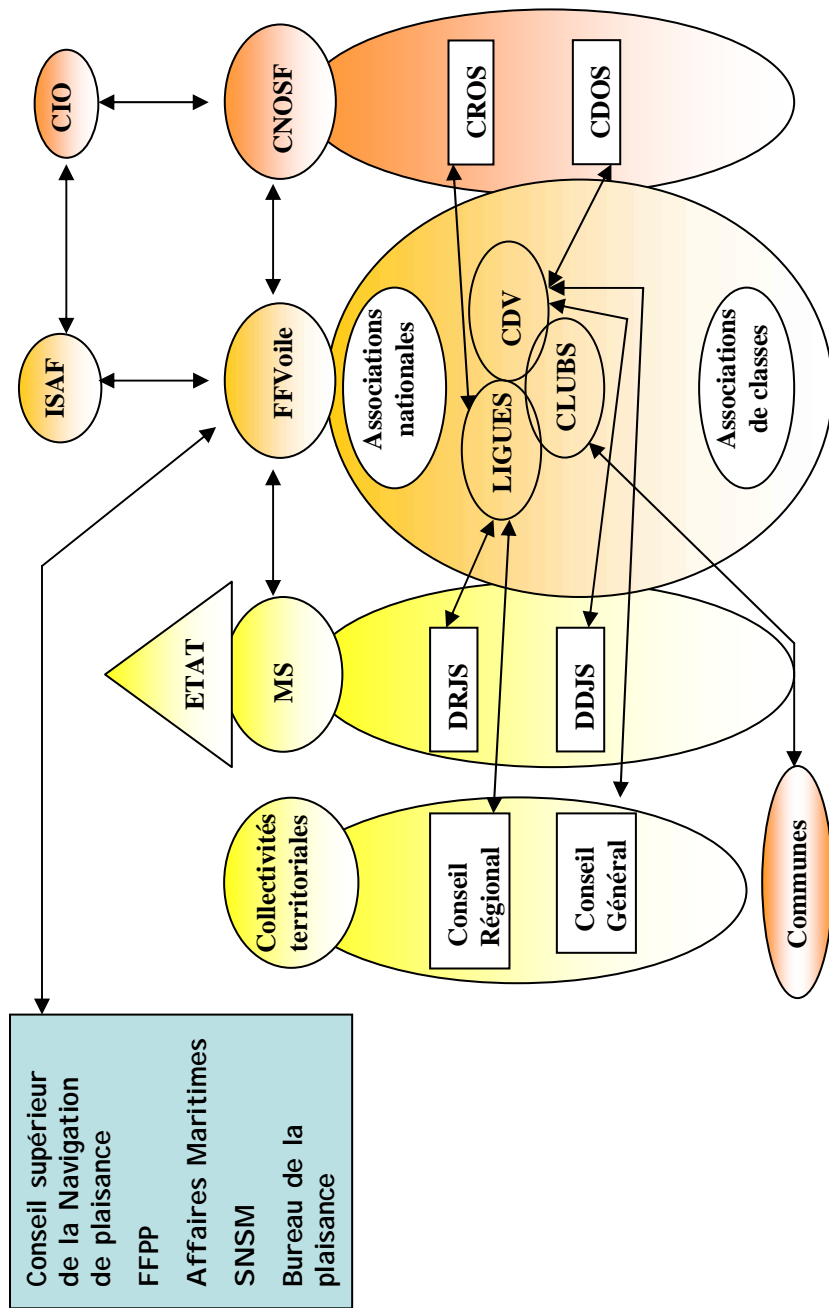 Conseil supérieur
de la Navigation
de plaisance
FFPP
Affaires Maritimes
SNSM
Bureau de la
plaisance
ISAF
CIO
ETAT
Collectivités
territoriales
MS
FFVoile
CNOSF
Associations
nationales
Conseil
Régional
DRJS
LIGUES
CDV
CROS
CLUBS
Conseil
Général
DDJS
CDOS
Associations
de classes
Communes